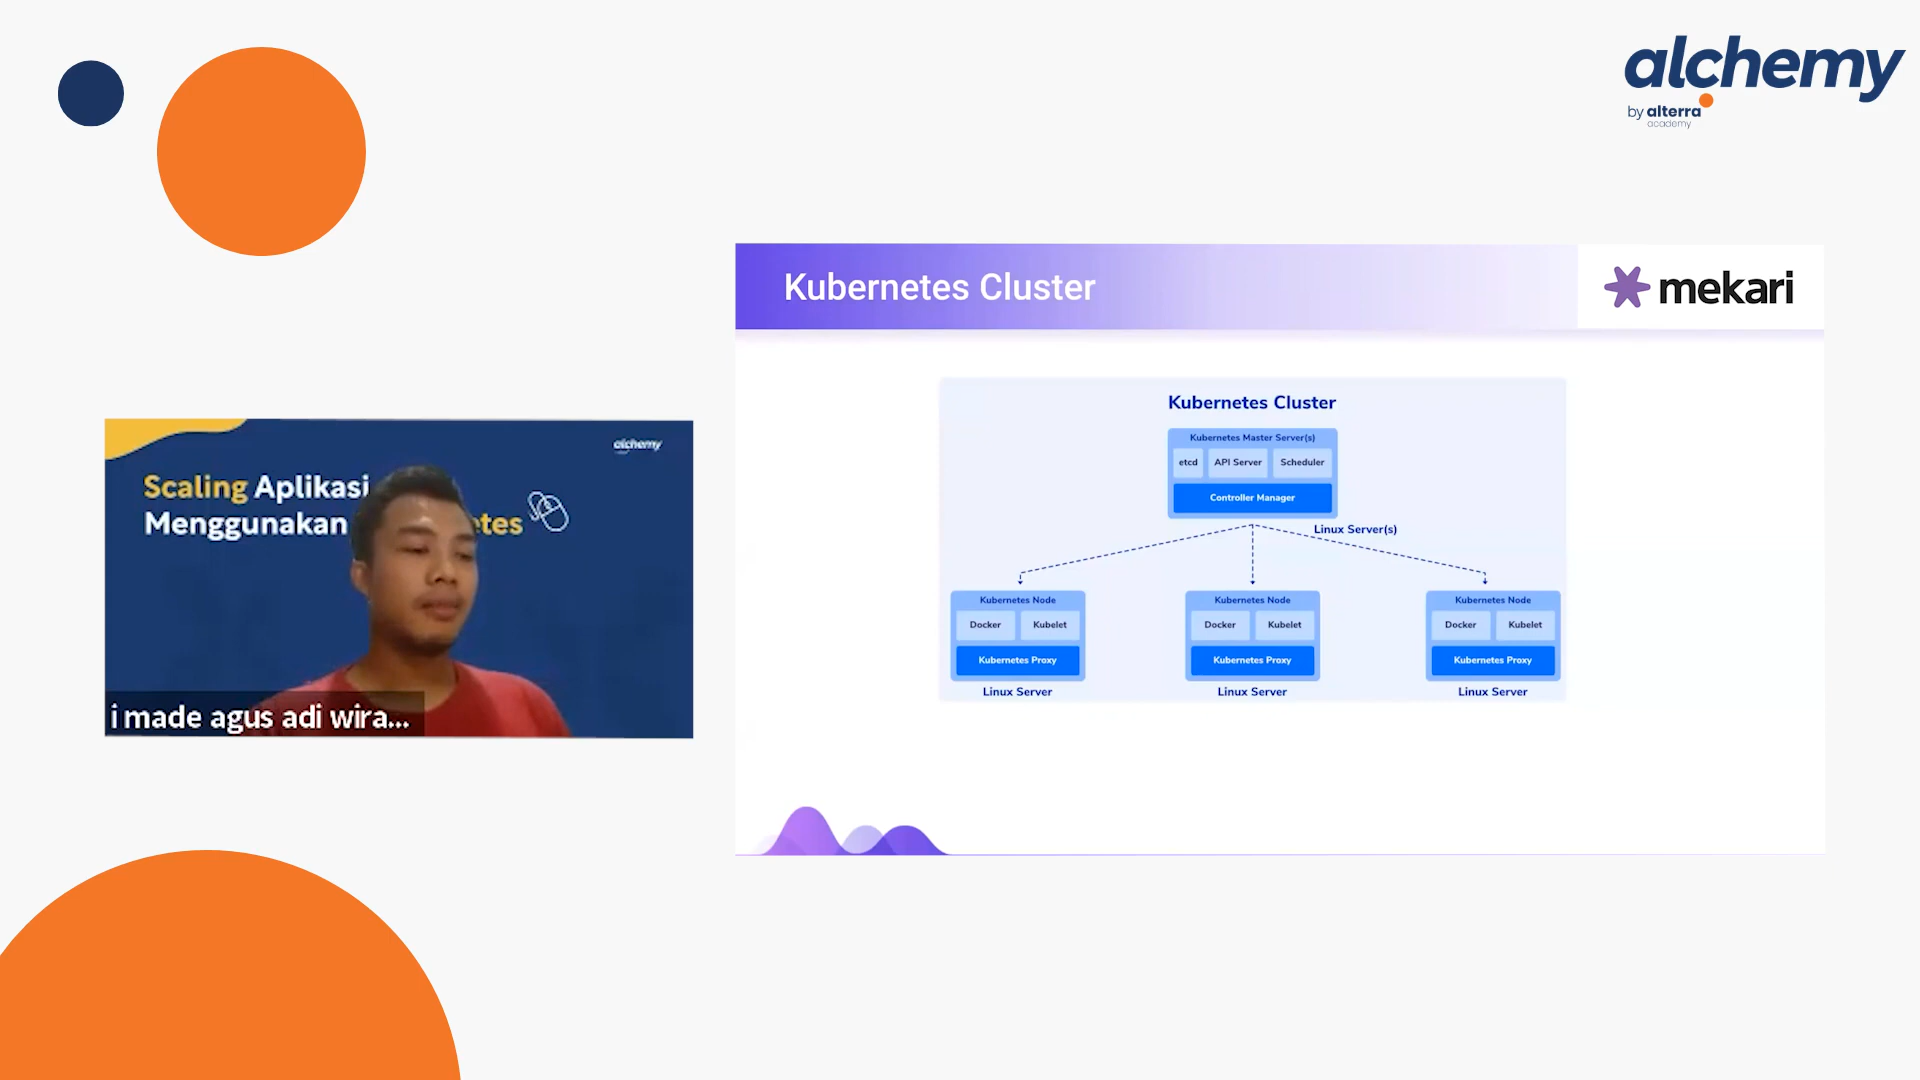 alchemy
by alterra
academy
Kubernetes Cluster
mekari
Kubernetes Cluster
Kubernetes Master Server(s)
etcd API Server Scheduler
Controller Manager
Linux Server(s)
Kubernetes Node
Docker Kubelet
Kubernetes Proxy
Linux Server
Kubernetes Node
Docker Kubelet
Kubernetes Proxy
Linux Server
Kubernetes Node
Docker Kubelet
Kubernetes Proxy
Linux Server
alchemy
Scaling Aplikasi
Menggunakan etes
i made agus adi wira...